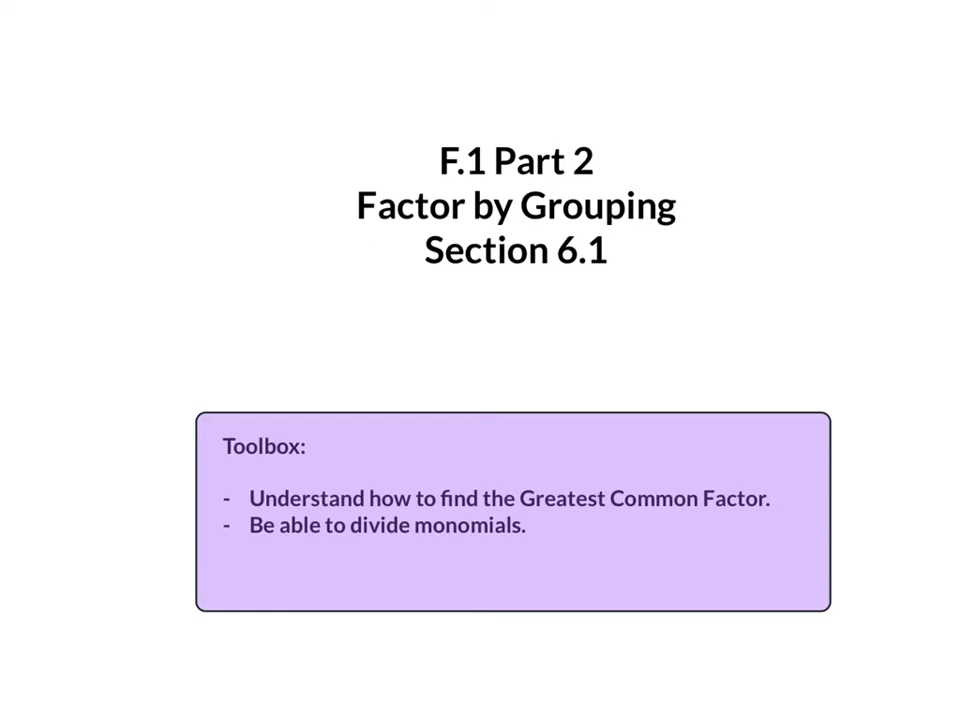 F.1 Part 2
Factor by Grouping
Section 6.1
Toolbox:
- Understand how to find the Greatest Common Factor.
- Be able to divide monomials.